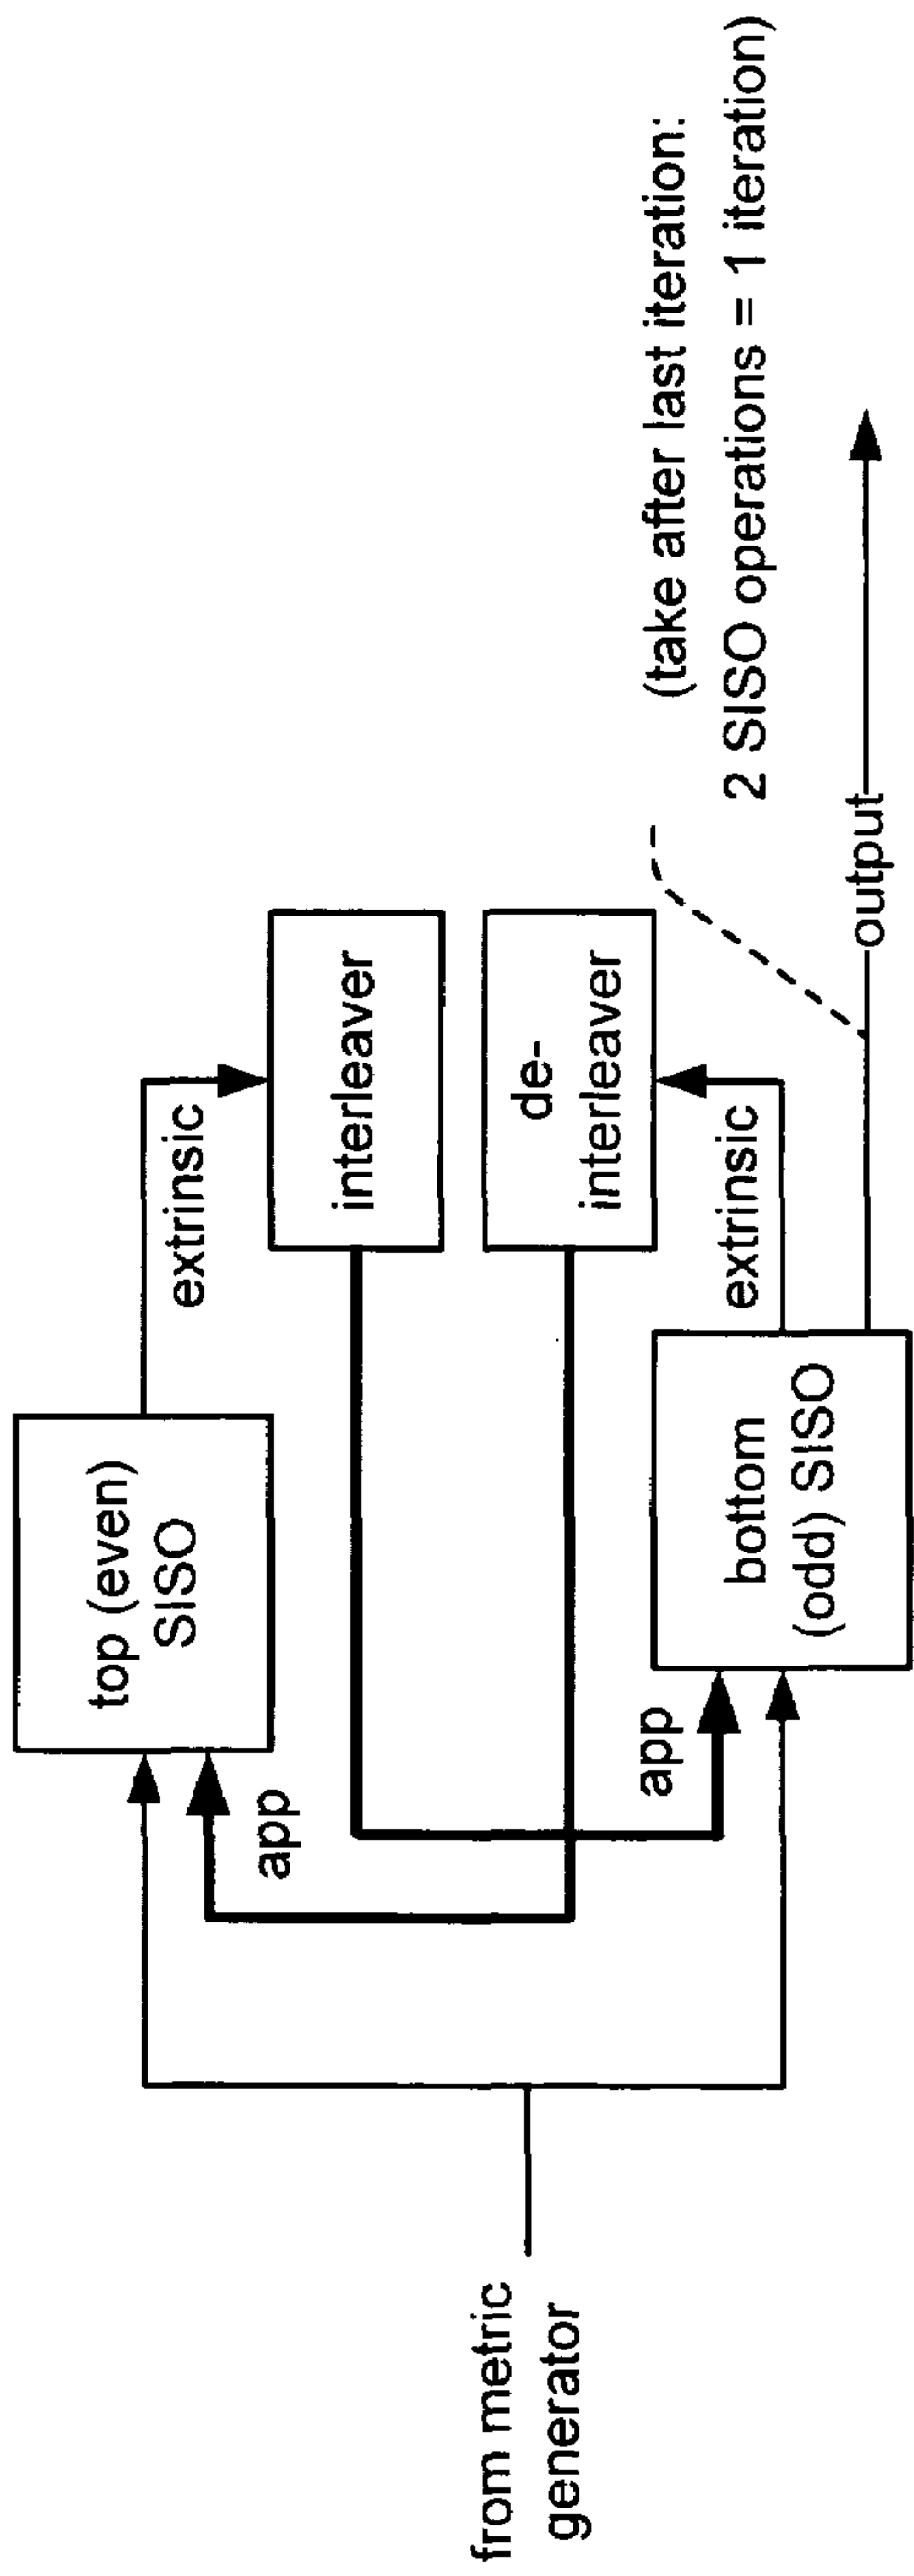 from metric
generator
top (even)
SISO
app
extrinsic
interleaver
de-
interleaver
app
bottom
(odd) SISO
extrinsic
output
(take after last iteration:
2 SISO operations = 1 iteration)